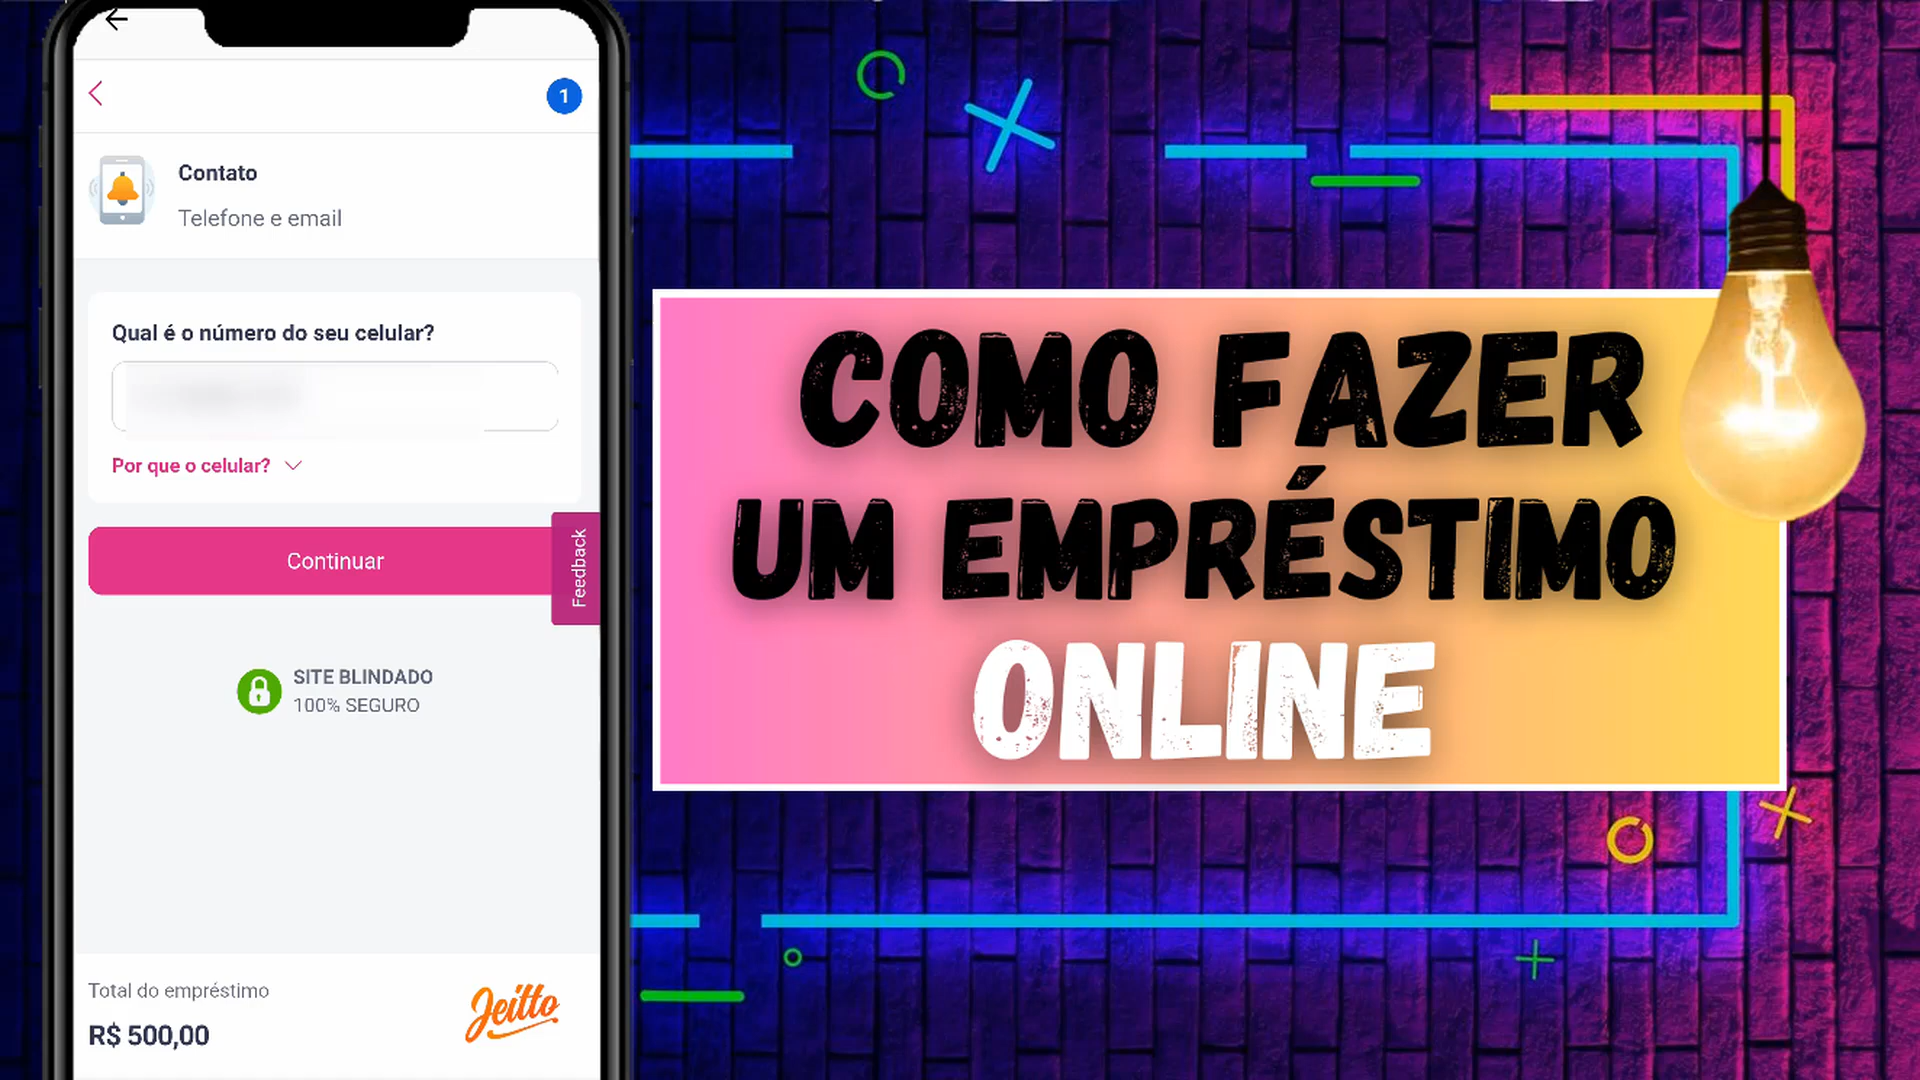 1
Contato
Telefone e email
Qual é o número do seu celular?
Por que o celular?
Continuar
Feedback
SITE BLINDADO
100% SEGURO
Total do empréstimo
R$ 500,00
Jeitto
COMO FAZER
UM EMPRÉSTIMO
ONLINE